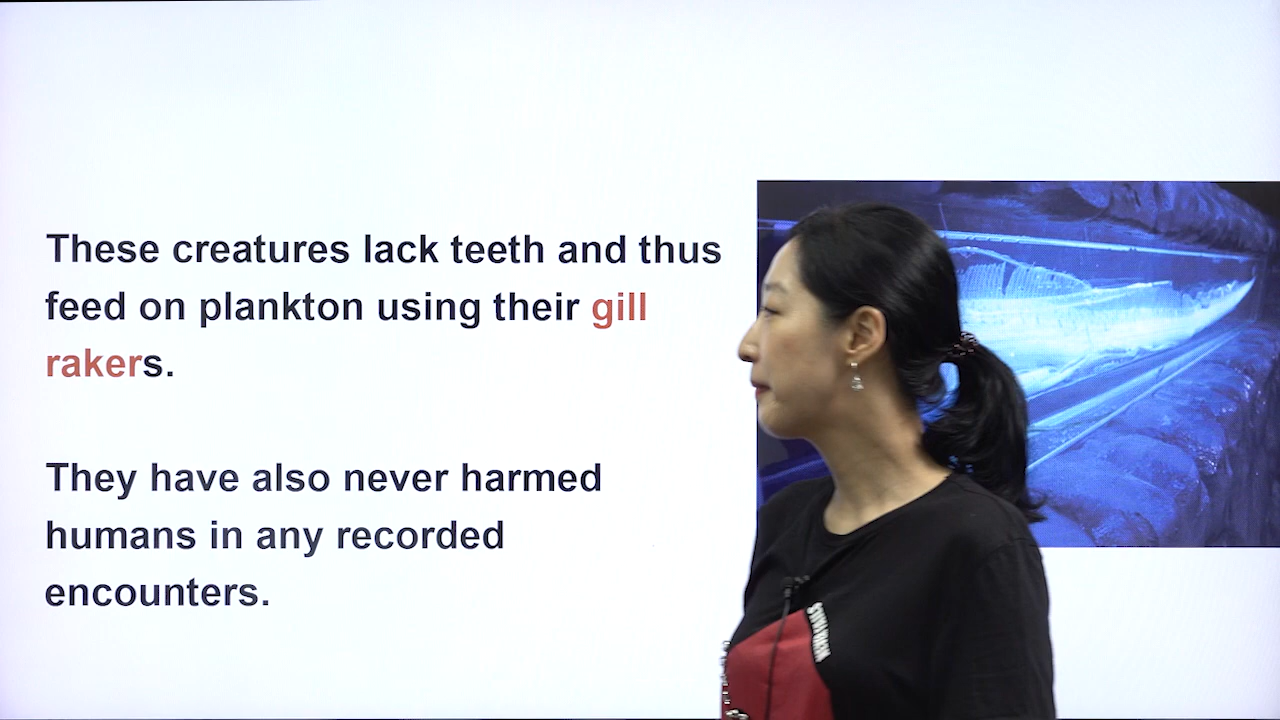 These creatures lack teeth and thus
feed on plankton using their gill
rakers.
They have also never harmed
humans in any recorded
encounters.